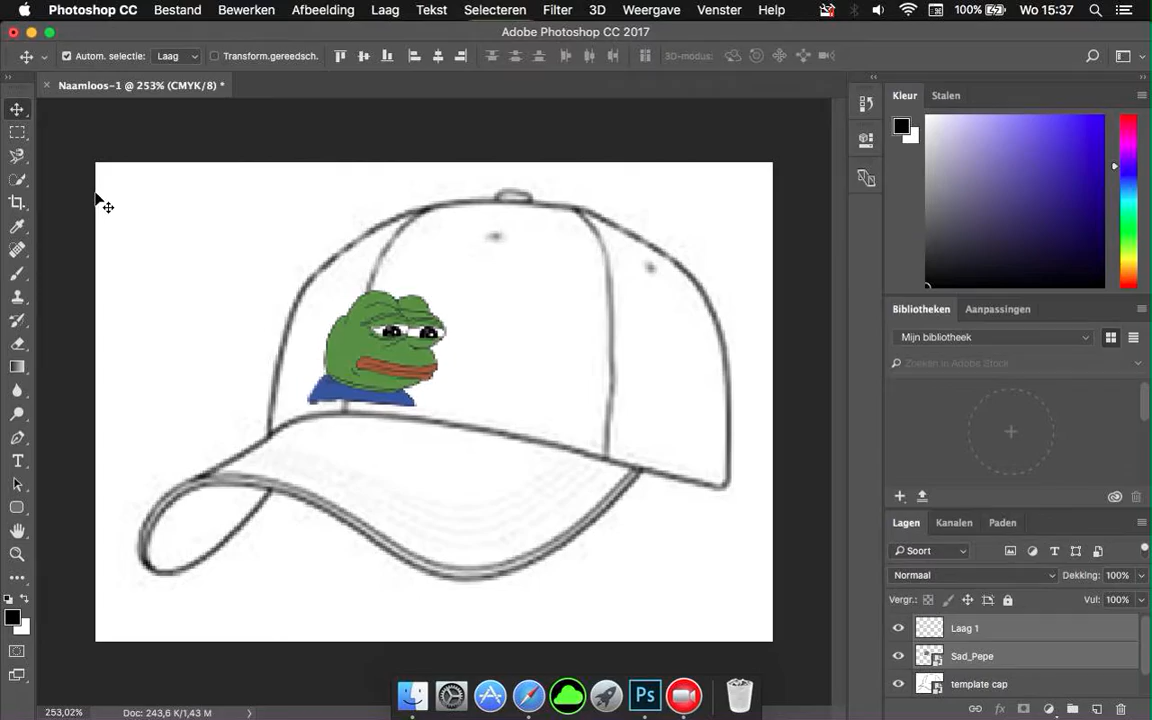 Photoshop CC Bestand Bewerken Afbeelding Laag Tekst Selecteren Filter 3D Weergave Venster Help 100% Wo 15:37
Adobe Photoshop CC 2017
Autom. selectie: Laag Transform.gereedsch. 3D-modus:
Naamloos-1 @ 253% (CMYK/8) *
Kleur Stalen
Bibliotheken Aanpassingen
Mijn bibliotheek
Zoeken in Adobe Stock
Lagen Kanalen Paden
Soort
Normaal Dekking: 100%
Vergr.: Vul: 100%
Laag 1
Sad_Pepe
template cap
Ps
253,02% Doc: 243,6 K/1,43 M
fx